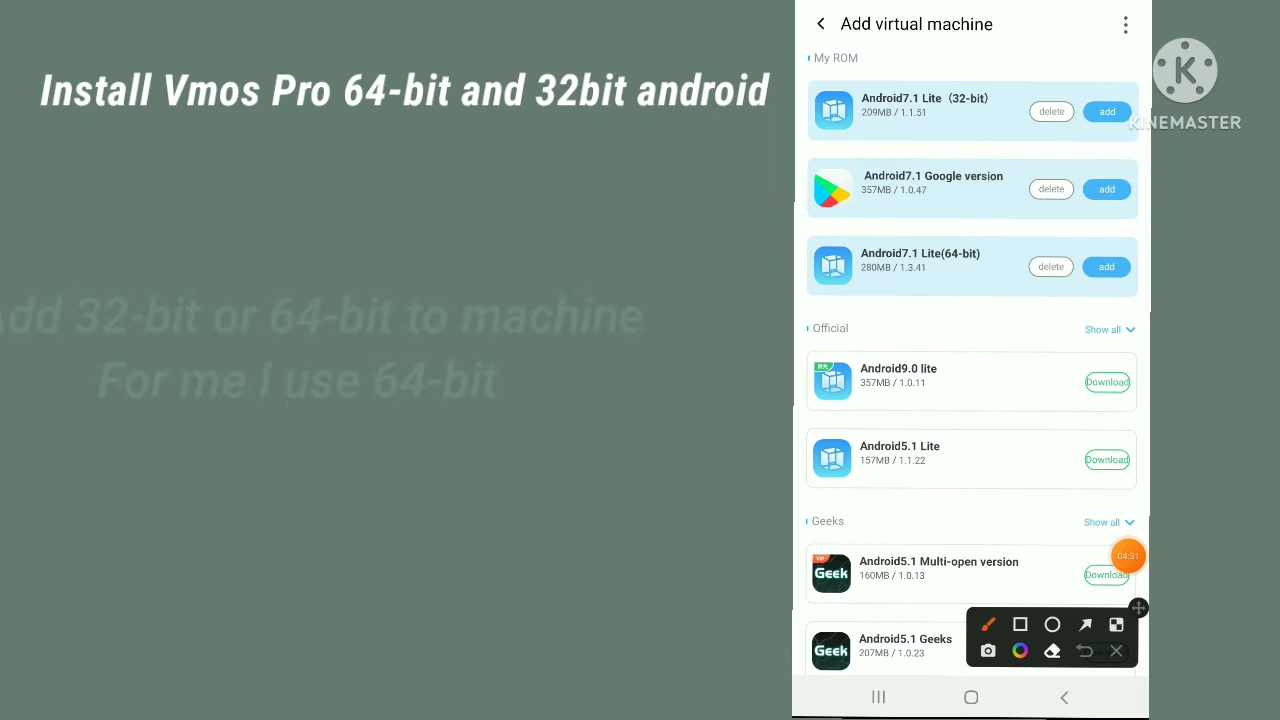 Install Vmos Pro 64-bit and 32bit android
Add 32-bit or 64-bit to machine
For me I use 64-bit
Add virtual machine
My ROM
Android7.1 Lite（32-bit）
209MB / 1.1.51
delete
add
Android7.1 Google version
357MB / 1.0.47
delete
add
Android7.1 Lite(64-bit)
280MB / 1.3.41
delete
add
Official
Show all
Android9.0 lite
357MB / 1.0.11
Download
Android5.1 Lite
157MB / 1.1.22
Download
Geeks
Show all
VIP
Geek
Android5.1 Multi-open version
160MB / 1.0.13
Download
04:31
Geek
Android5.1 Geeks
207MB / 1.0.23
K
KINEMASTER